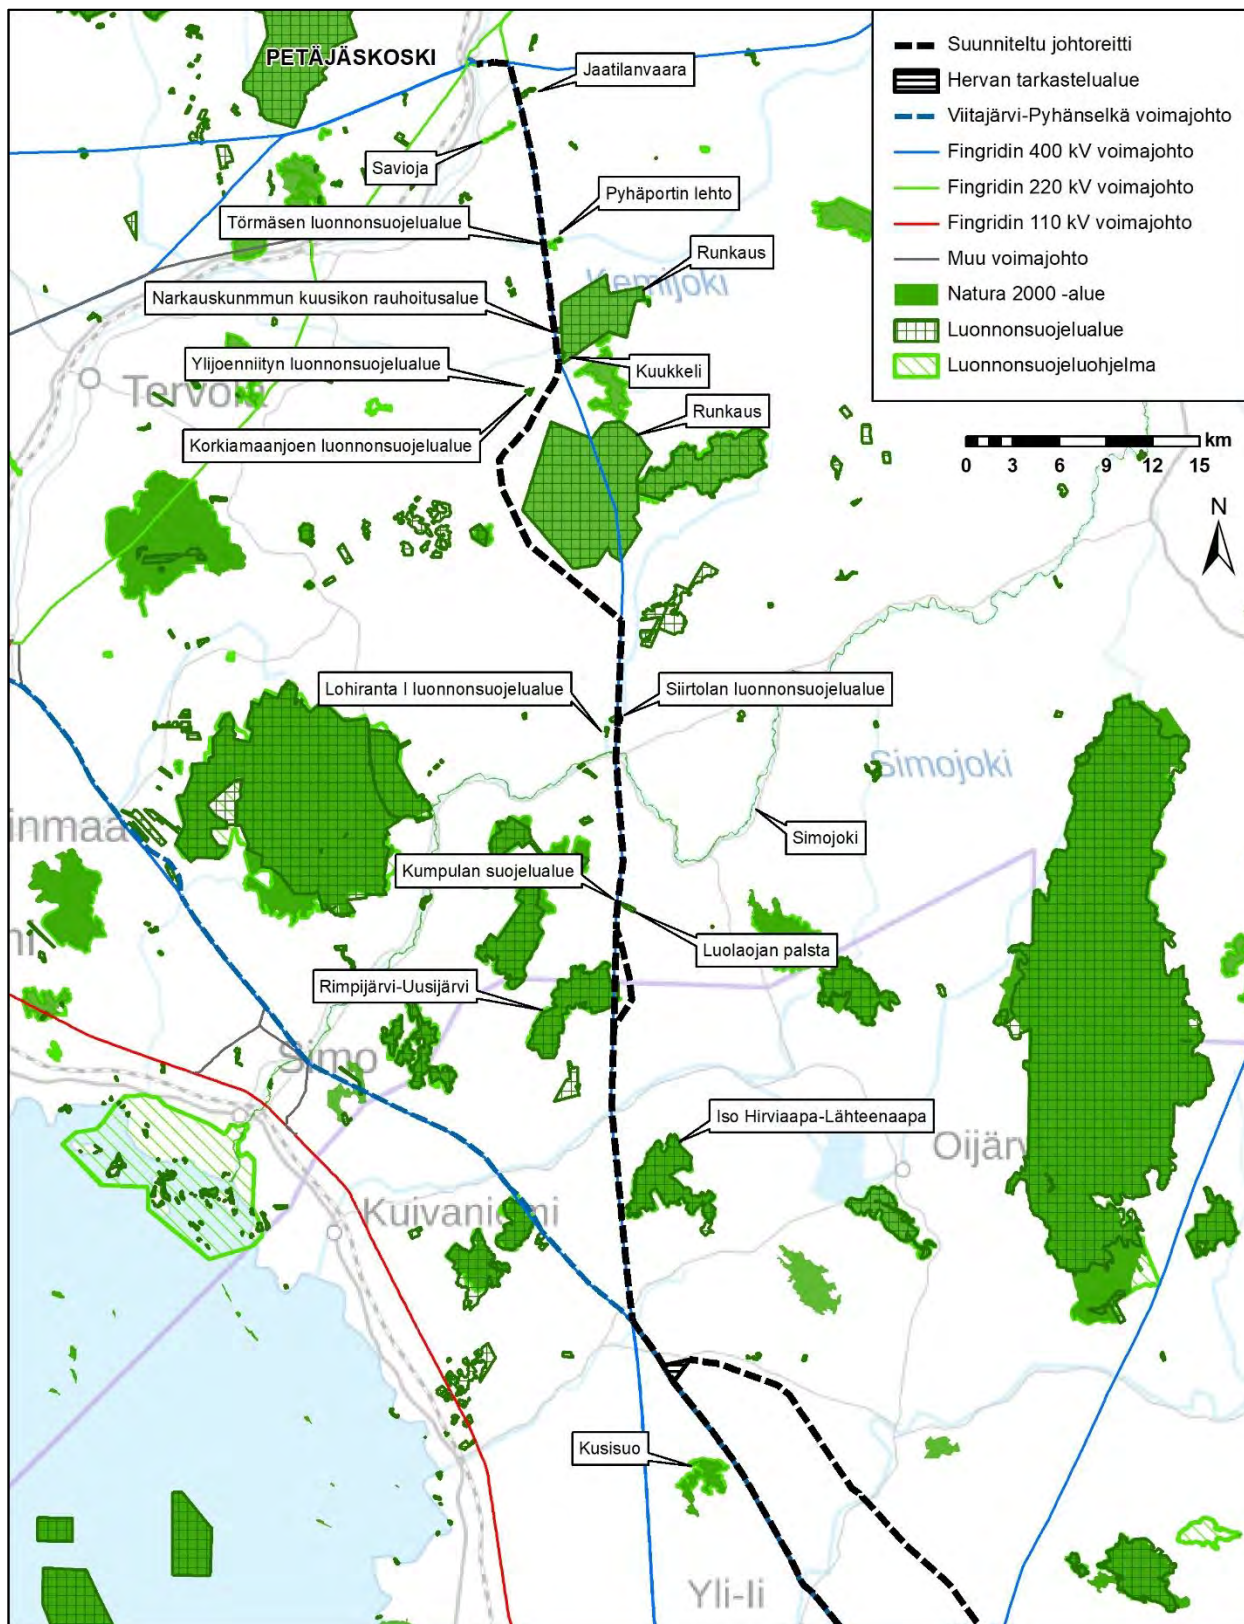 PETÄJÄSKOSKI
Jaatilanvaara
Savioja
Pyhäportin lehto
Törmäsen luonnonsuojelualue
Runkaus
Kemijoki
Narkauskunmmun kuusikon rauhoitusalue
Ylijoenniityn luonnonsuojelualue
Kuukkeli
Tervola
Runkaus
Korkiamaanjoen luonnonsuojelualue
Suunniteltu johtoreitti
Hervan tarkastelualue
Viitajärvi-Pyhänselkä voimajohto
Fingridin 400 kV voimajohto
Fingridin 220 kV voimajohto
Fingridin 110 kV voimajohto
Muu voimajohto
Natura 2000 -alue
Luonnonsuojelualue
Luonnonsuojeluohjelma
km
0 3 6 9 12 15
N
Lohiranta I luonnonsuojelualue
Siirtolan luonnonsuojelualue
Simojoki
inmaa
Simojoki
Kumpulan suojelualue
Luolaojan palsta
Rimpijärvi-Uusijärvi
Simo
Iso Hirviaapa-Lähteenaapa
Oijärv
Kuivaniemi
Kusisuo
Yli-Ii